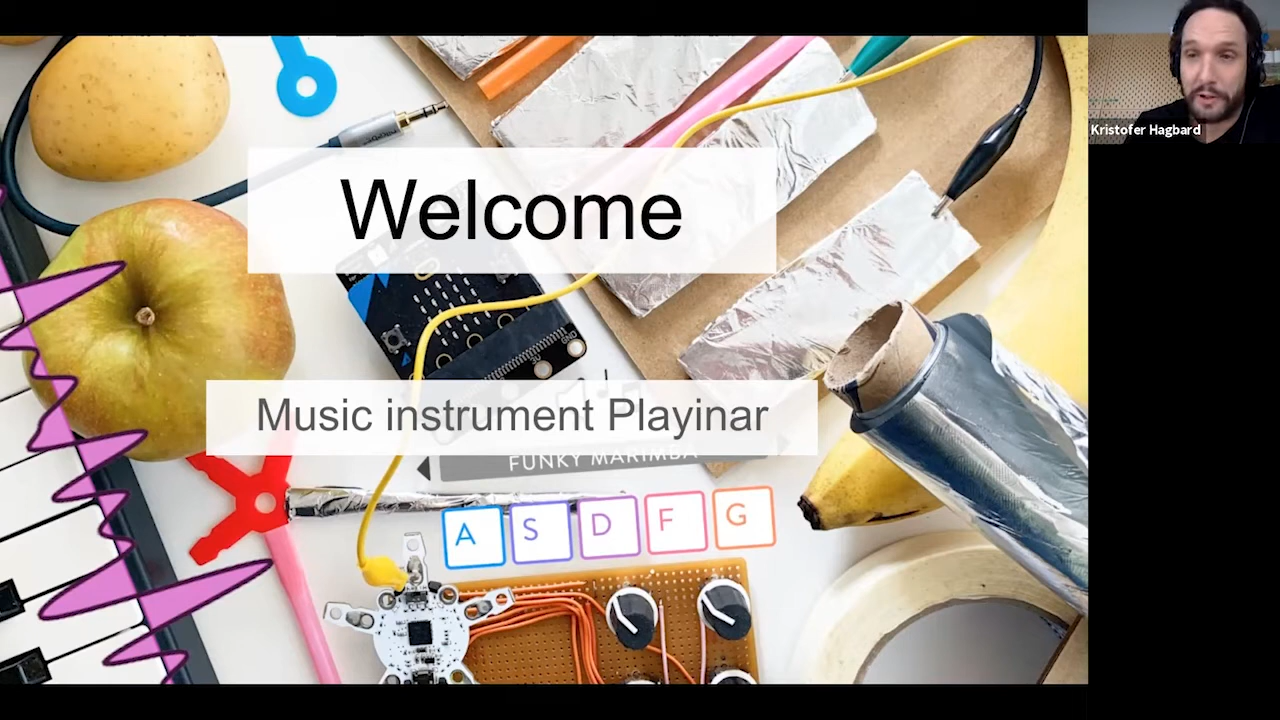 Welcome
Music instrument Playinar
FUNKY MARIMBA
A S D F G
Kristofer Hagbard